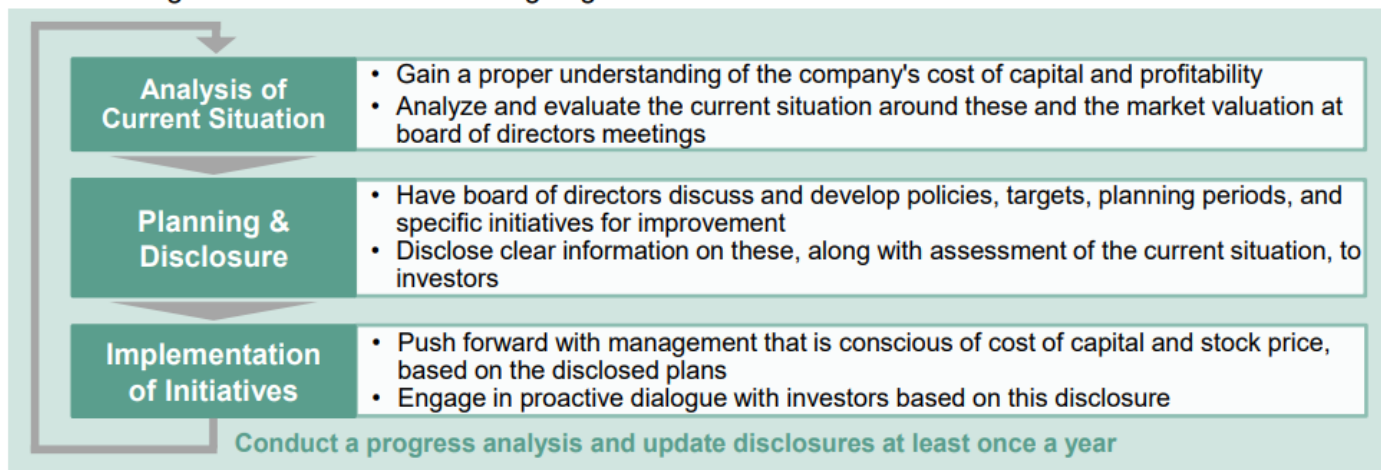 Analysis of
Current Situation
• Gain a proper understanding of the company's cost of capital and profitability
• Analyze and evaluate the current situation around these and the market valuation at
board of directors meetings
Planning &
Disclosure
• Have board of directors discuss and develop policies, targets, planning periods, and
specific initiatives for improvement
• Disclose clear information on these, along with assessment of the current situation, to
investors
Implementation
of Initiatives
• Push forward with management that is conscious of cost of capital and stock price,
based on the disclosed plans
• Engage in proactive dialogue with investors based on this disclosure
Conduct a progress analysis and update disclosures at least once a year